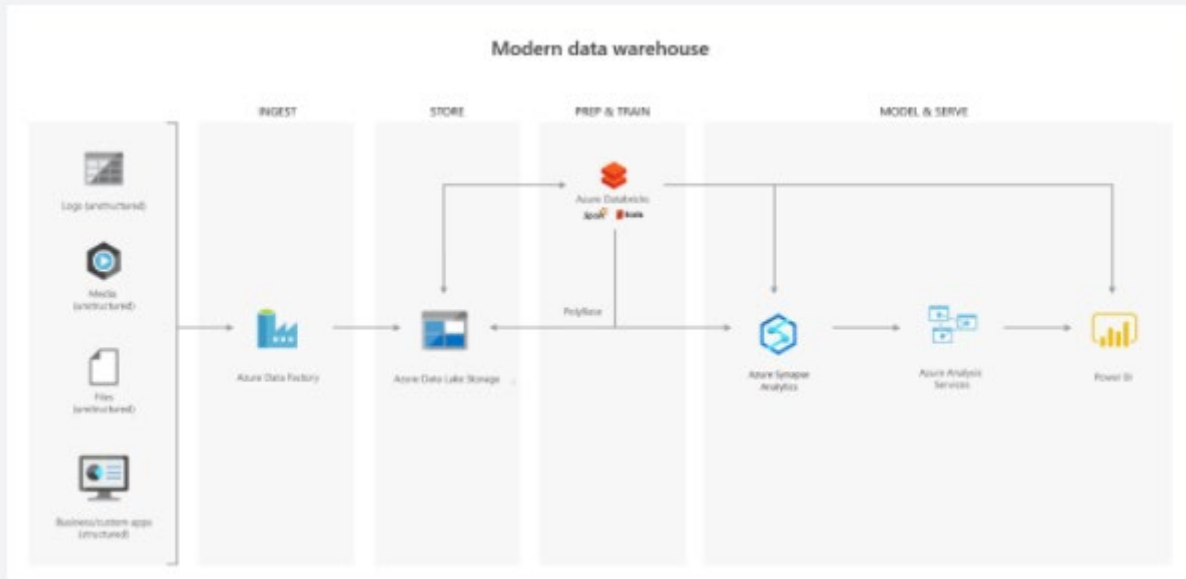 Modern data warehouse
INGEST
STORE
PREP & TRAIN
MODEL & SERVE
Logs (unstructured)
Media
(unstructured)
Files
(unstructured)
Business/custom apps
(structured)
Azure Data Factory
Azure Data Lake Storage
Azure Databricks
Spark
PolyBase
Azure Synapse
Analytics
Azure Analysis
Services
Power BI